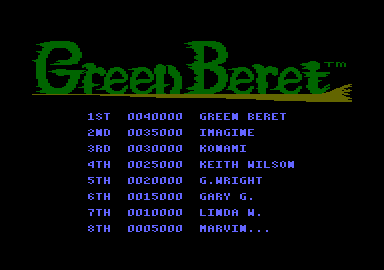 Green Beret™
1ST 0040000 GREEN BERET
2ND 0035000 IMAGINE
3RD 0030000 KONAMI
4TH 0025000 KEITH WILSON
5TH 0020000 G.WRIGHT
6TH 0015000 GARY G.
7TH 0010000 LINDA W.
8TH 0005000 MARVIN...